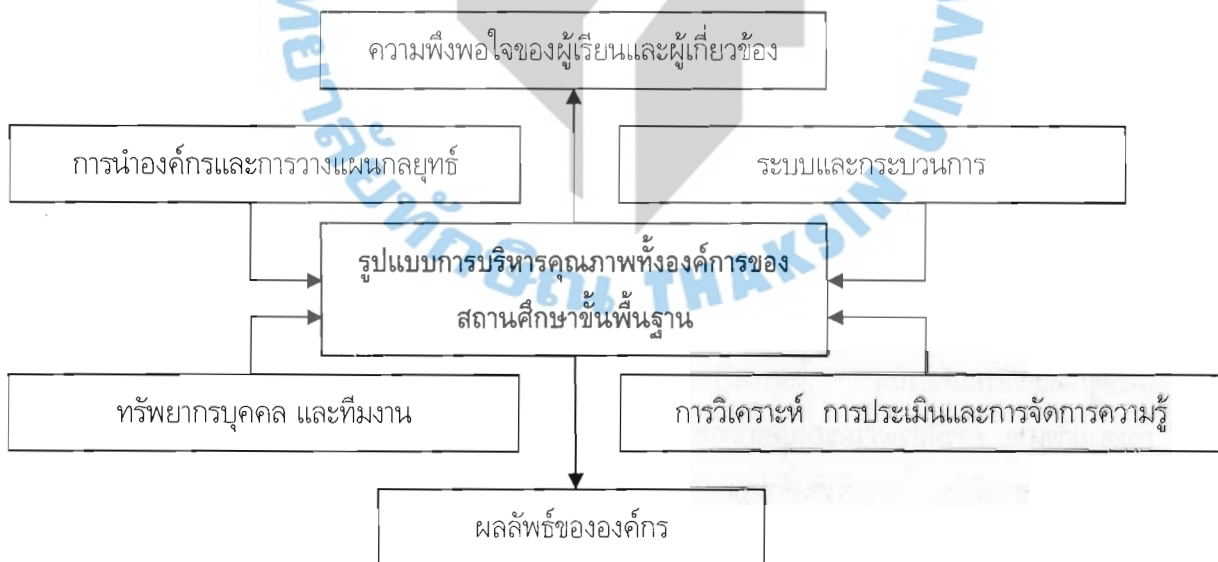 ความพึงพอใจของผู้เรียนและผู้เกี่ยวข้อง
การนำองค์กรและการวางแผนกลยุทธ์
ระบบและกระบวนการ
รูปแบบการบริหารคุณภาพทั้งองค์การของ
สถานศึกษาขั้นพื้นฐาน
ทรัพยากรบุคคล และทีมงาน
การวิเคราะห์ การประเมินและการจัดการความรู้
ผลลัพธ์ขององค์กร
ทักษิณ THAKSIN